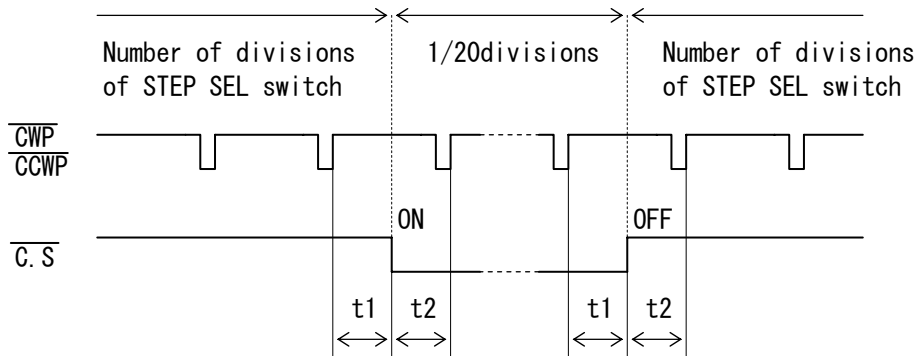 Number of divisions
of STEP SEL switch
1/20divisions
Number of divisions
of STEP SEL switch
CWP
CCWP
ON
OFF
C.S
t1
t2
t1
t2